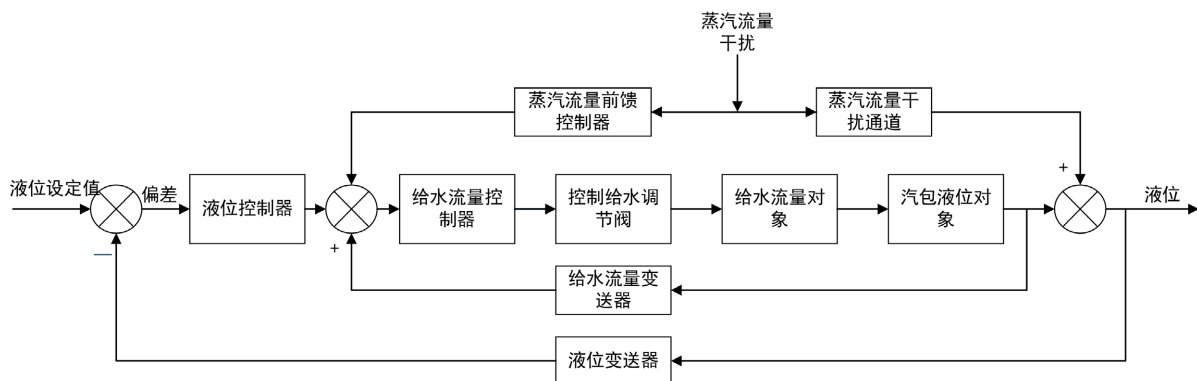 蒸汽流量
干扰
蒸汽流量前馈
控制器
蒸汽流量干
扰通道
+
液位设定值
偏差
液位控制器
给水流量控
制器
控制给水调
节阀
给水流量对
象
汽包液位对
象
液位
—
+
给水流量变
送器
液位变送器